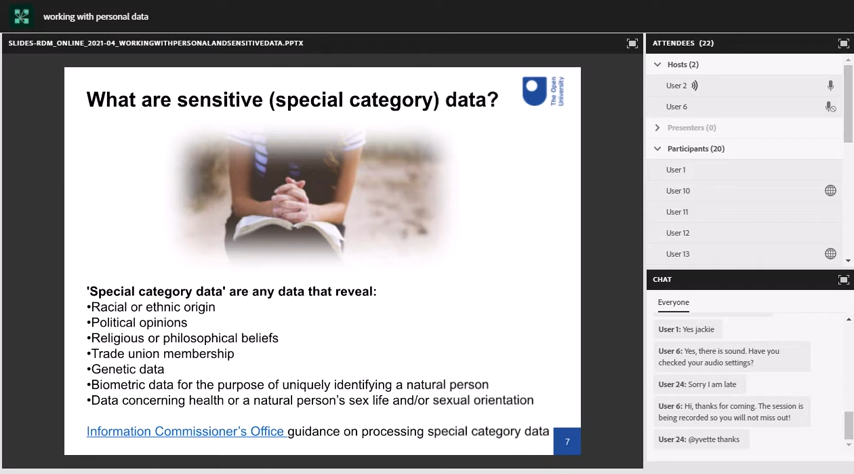 working with personal data
SLIDES-RDM_ONLINE_2021-04_WORKINGWITHPERSONALANDSENSITIVEDATA.PPTX
What are sensitive (special category) data?
The Open
University
'Special category data' are any data that reveal:
•Racial or ethnic origin
•Political opinions
•Religious or philosophical beliefs
•Trade union membership
•Genetic data
•Biometric data for the purpose of uniquely identifying a natural person
•Data concerning health or a natural person's sex life and/or sexual orientation
Information Commissioner's Office guidance on processing special category data
7
ATTENDEES (22)
Hosts (2)
User 2
User 6
Presenters (0)
Participants (20)
User 1
User 10
User 11
User 12
User 13
CHAT
Everyone
User 1: Yes jackie
User 6: Yes, there is sound. Have you
checked your audio settings?
User 24: Sorry I am late
User 6: Hi, thanks for coming. The session is
being recorded so you will not miss out!
User 24: @yvette thanks